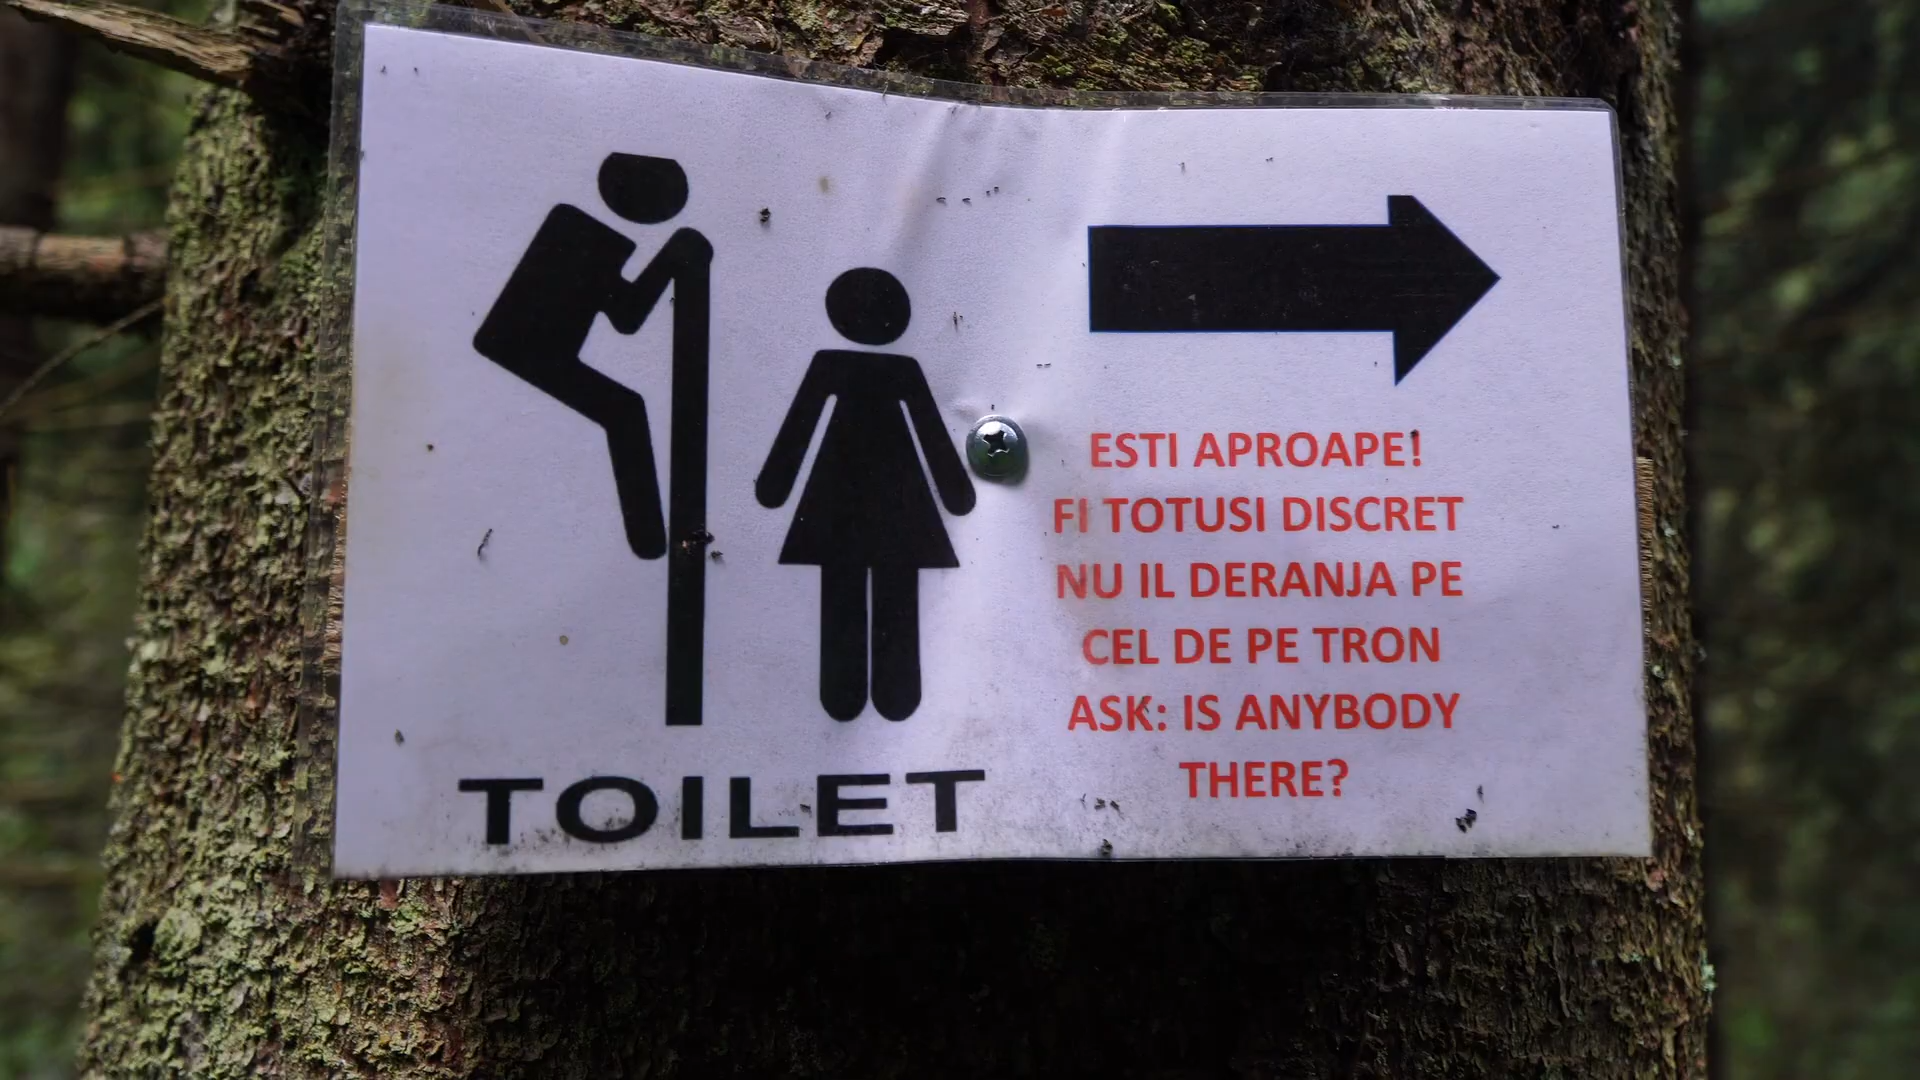 ESTI APROAPE!
FI TOTUSI DISCRET
NU IL DERANJA PE
CEL DE PE TRON
ASK: IS ANYBODY
THERE?
TOILET